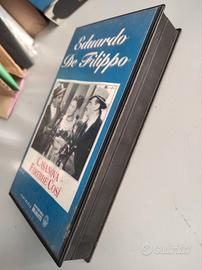 Eduardo
De Filippo
CASANOVA
FAREBBE COSÌ
subito